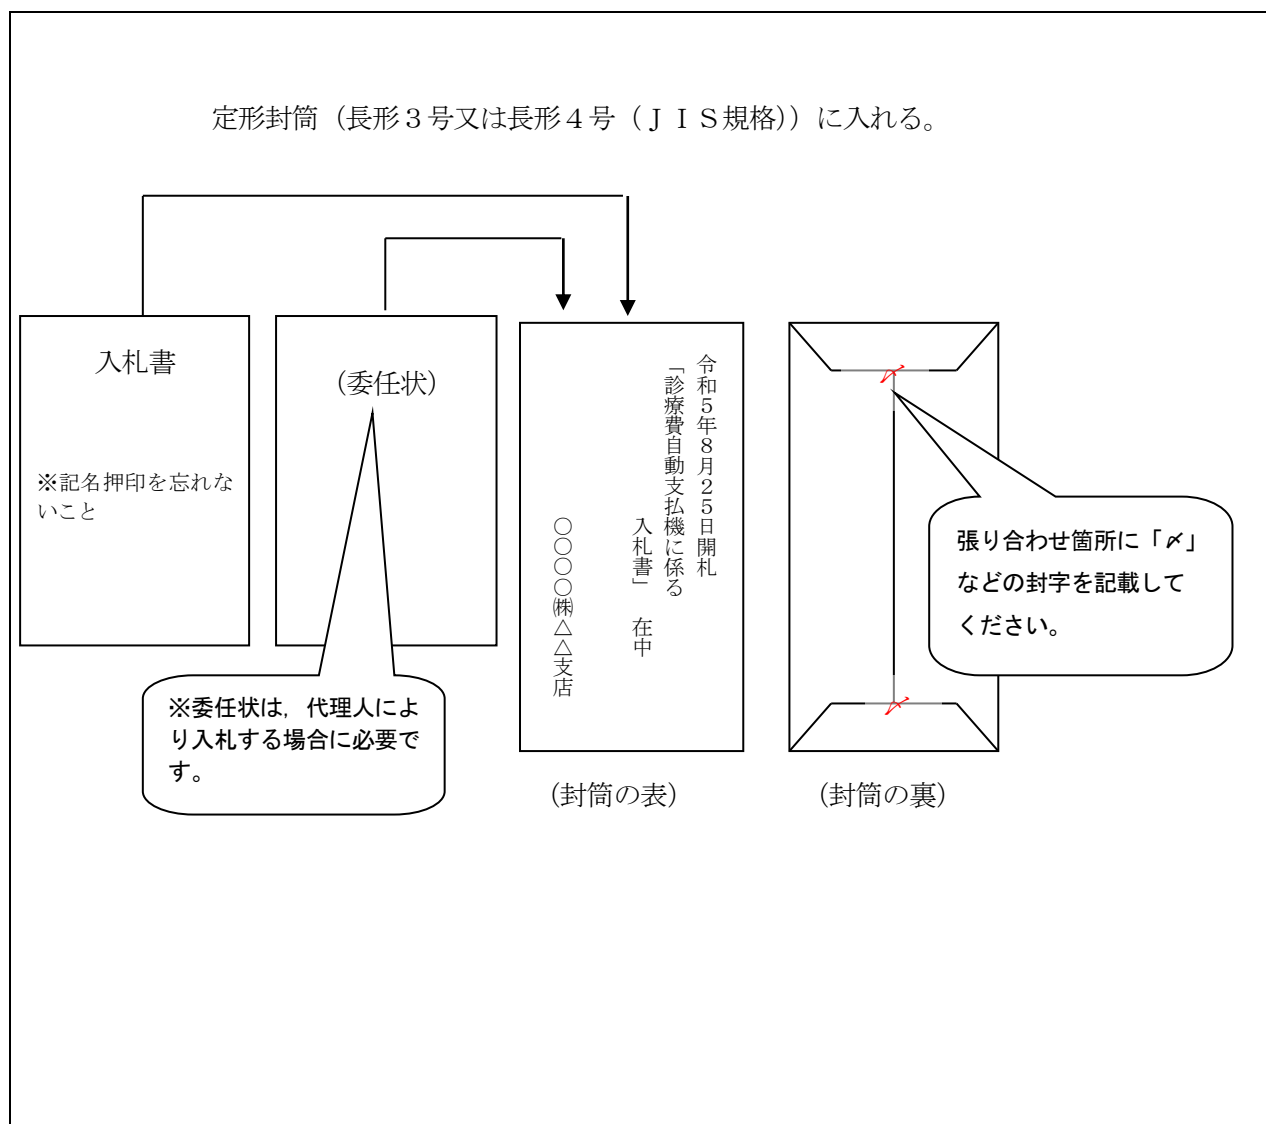 定形封筒（長形３号又は長形４号（ＪＩＳ規格））に入れる。
入札書
※記名押印を忘れな
いこと
（委任状）
※委任状は，代理人によ
り入札する場合に必要で
す。
令和５年８月２５日開札
「診療費自動支払機に係る
入札書」　在中
〇〇〇〇㈱△△支店
張り合わせ箇所に「〆」
などの封字を記載して
ください。
〆
〆
（封筒の表）
（封筒の裏）